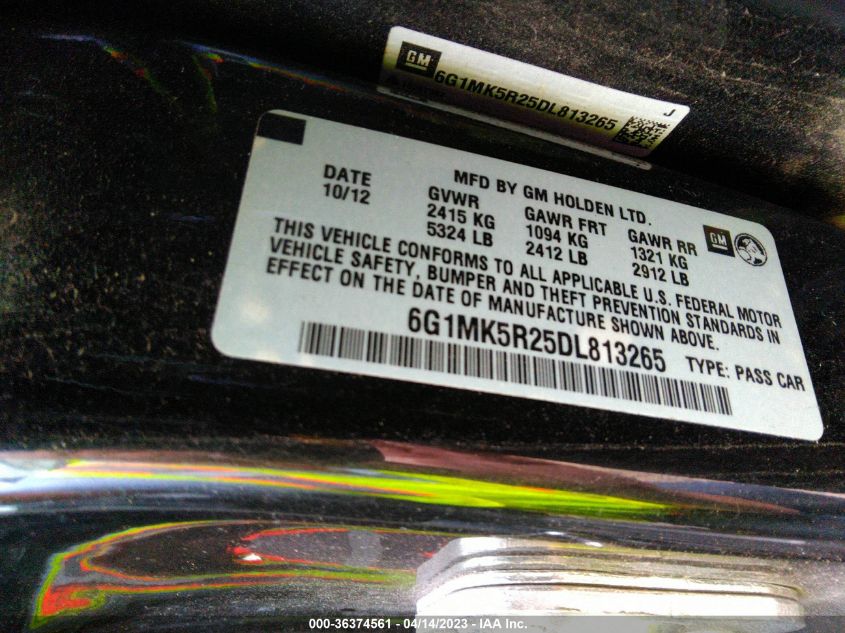 GM
6G1MK5R25DL813265
J
MFD BY GM HOLDEN LTD.
DATE
10/12
GVWR
2415 KG
5324 LB
GAWR FRT
1094 KG
2412 LB
GAWR RR
1321 KG
2912 LB
GM
THIS VEHICLE CONFORMS TO ALL APPLICABLE U.S. FEDERAL MOTOR
VEHICLE SAFETY, BUMPER AND THEFT PREVENTION STANDARDS IN
EFFECT ON THE DATE OF MANUFACTURE SHOWN ABOVE.
6G1MK5R25DL813265
TYPE: PASS CAR
000-36374561 - 04/14/2023 - IAA Inc.